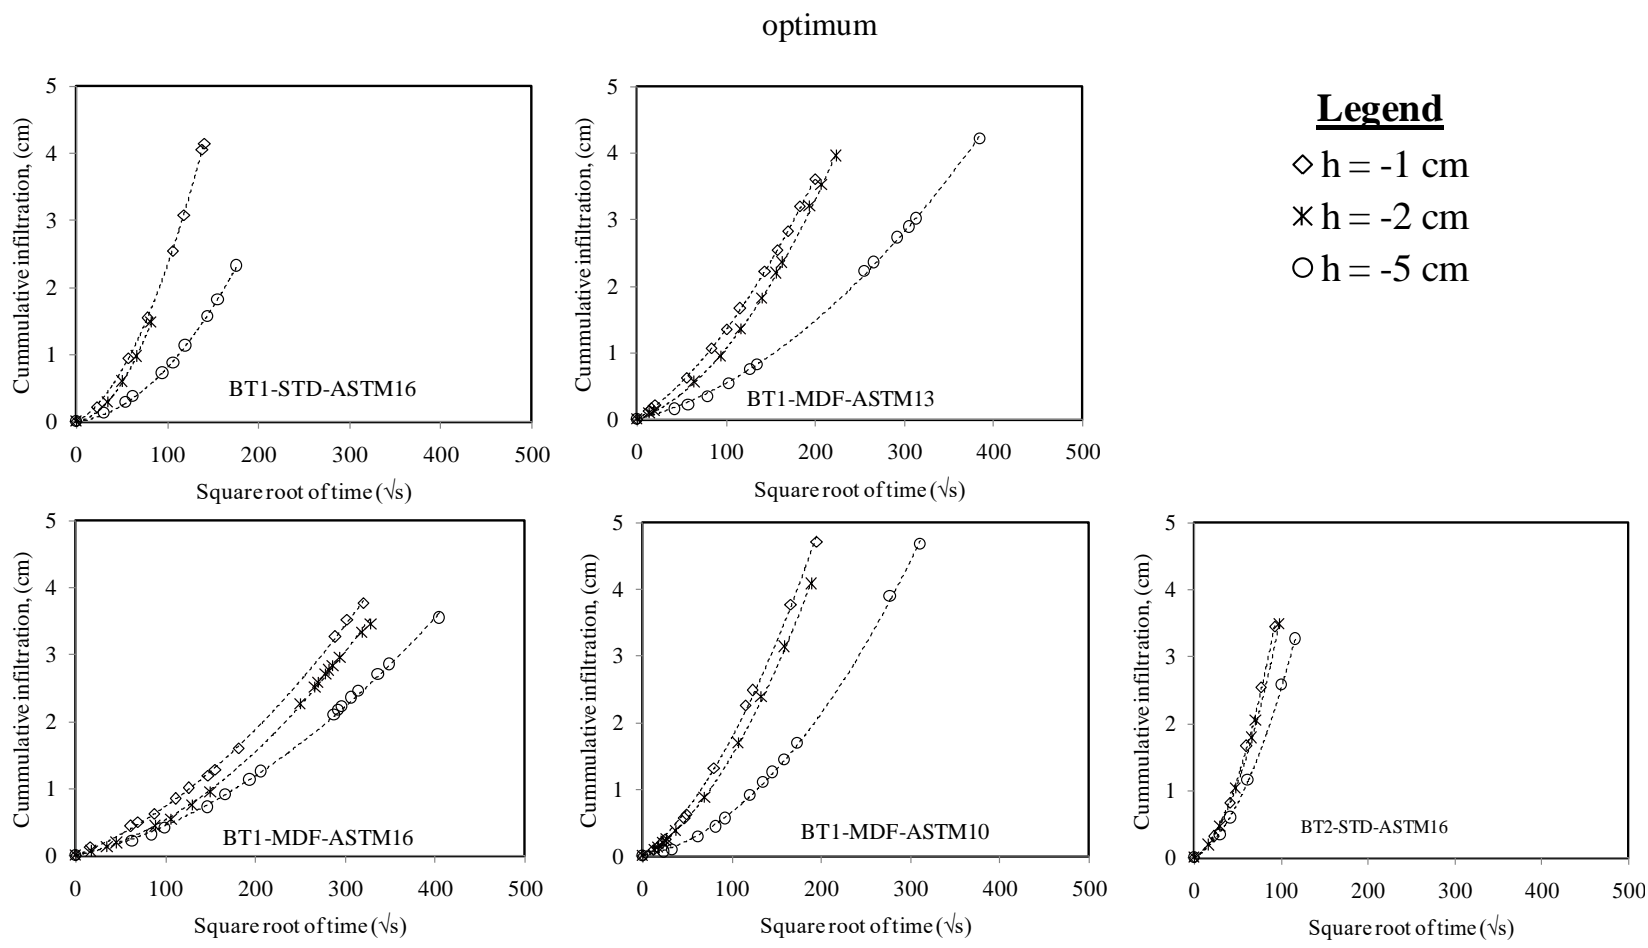 optimum
5
4
3
2
1
0
Cummulative infiltration, (cm)
BT1-STD-ASTM16
0 100 200 300 400 500
Square root of time (√s)
5
4
3
2
1
0
Cummulative infiltration, (cm)
BT1-MDF-ASTM13
0 100 200 300 400 500
Square root of time (√s)
Legend
h = -1 cm
h = -2 cm
h = -5 cm
5
4
3
2
1
0
Cummulative infiltration, (cm)
BT1-MDF-ASTM16
0 100 200 300 400 500
Square root of time (√s)
5
4
3
2
1
0
Cummulative infiltration, (cm)
BT1-MDF-ASTM10
0 100 200 300 400 500
Square root of time (√s)
5
4
3
2
1
0
Cummulative infiltration, (cm)
BT2-STD-ASTM16
0 100 200 300 400 500
Square root of time (√s)